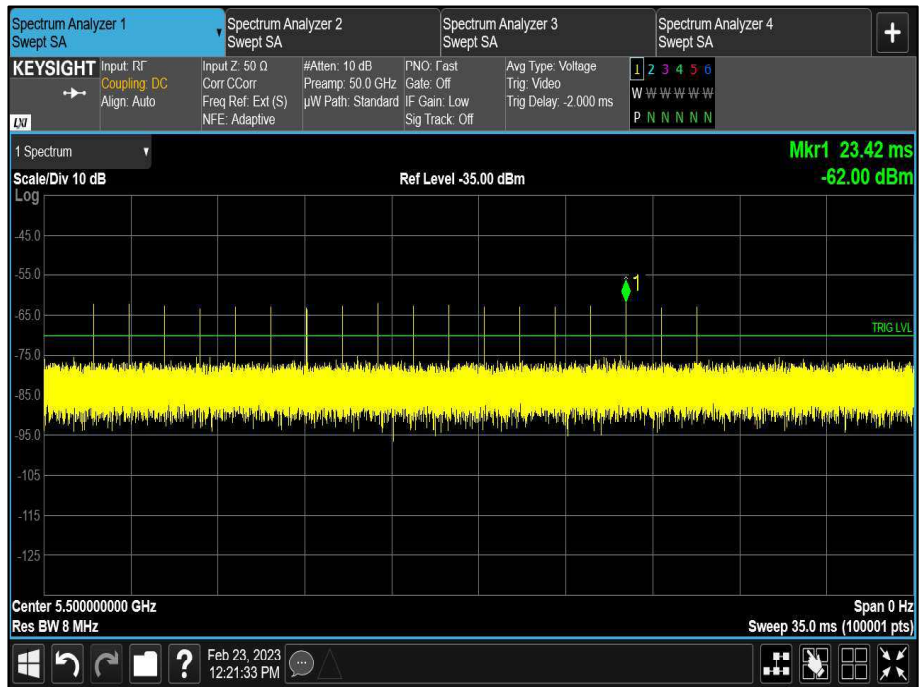 Spectrum Analyzer 1
Swept SA
Spectrum Analyzer 2
Swept SA
Spectrum Analyzer 3
Swept SA
Spectrum Analyzer 4
Swept SA
+
KEYSIGHT
LXI
Input: RF
Coupling: DC
Align: Auto
Input Z: 50 Ω
Corr CCorr
Freq Ref: Ext (S)
NFE: Adaptive
#Atten: 10 dB
Preamp: 50.0 GHz
µW Path: Standard
PNO: Fast
Gate: Off
IF Gain: Low
Sig Track: Off
Avg Type: Voltage
Trig: Video
Trig Delay: -2.000 ms
1 2 3 4 5 6
W W W W W W
P N N N N N
1 Spectrum
Mkr1 23.42 ms
-62.00 dBm
Scale/Div 10 dB
Ref Level -35.00 dBm
Log
-45.0
-55.0
1
-65.0
TRIG LVL
-75.0
-85.0
-95.0
-105
-115
-125
Center 5.500000000 GHz
Span 0 Hz
Res BW 8 MHz
Sweep 35.0 ms (100001 pts)
?
Feb 23, 2023
12:21:33 PM